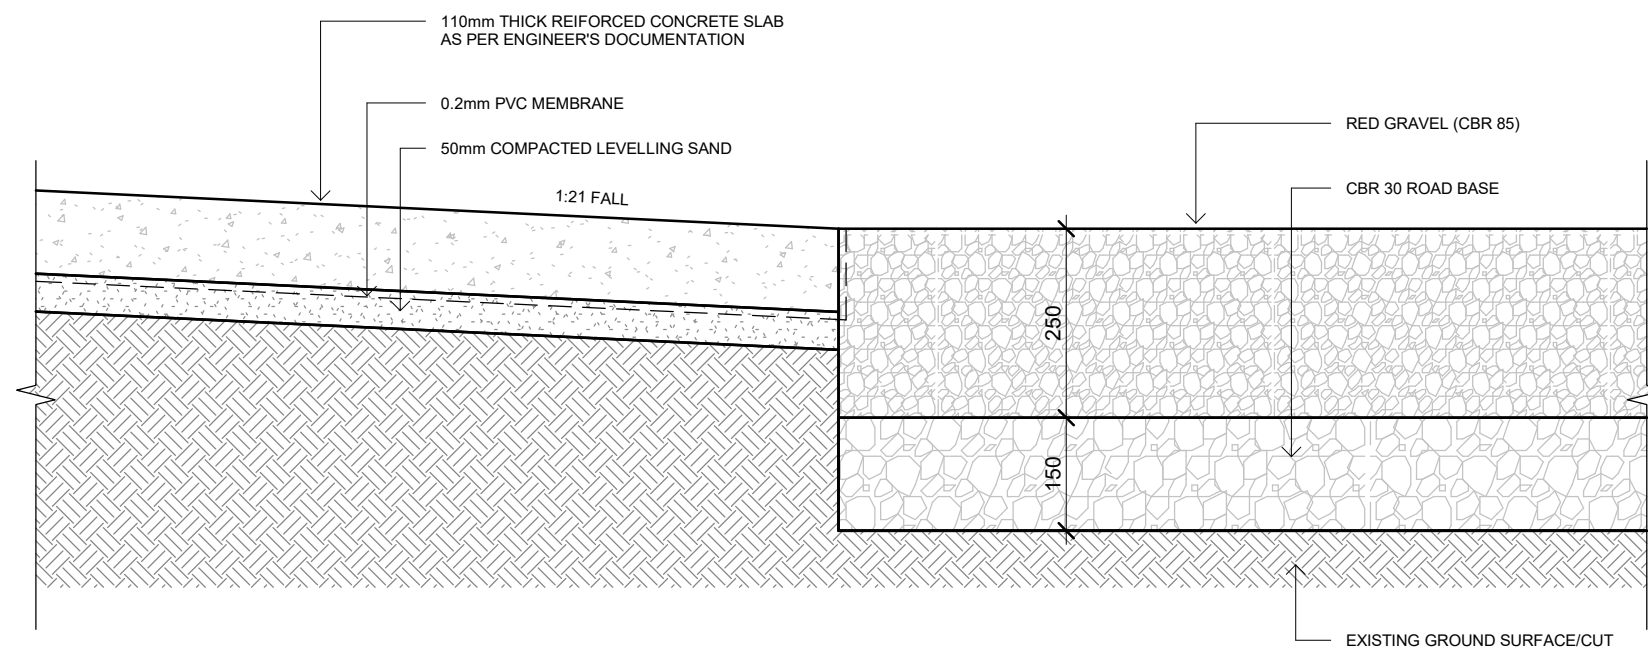 110mm THICK REIFORCED CONCRETE SLAB
AS PER ENGINEER'S DOCUMENTATION
0.2mm PVC MEMBRANE
50mm COMPACTED LEVELLING SAND
1:21 FALL
RED GRAVEL (CBR 85)
CBR 30 ROAD BASE
250
150
EXISTING GROUND SURFACE/CUT